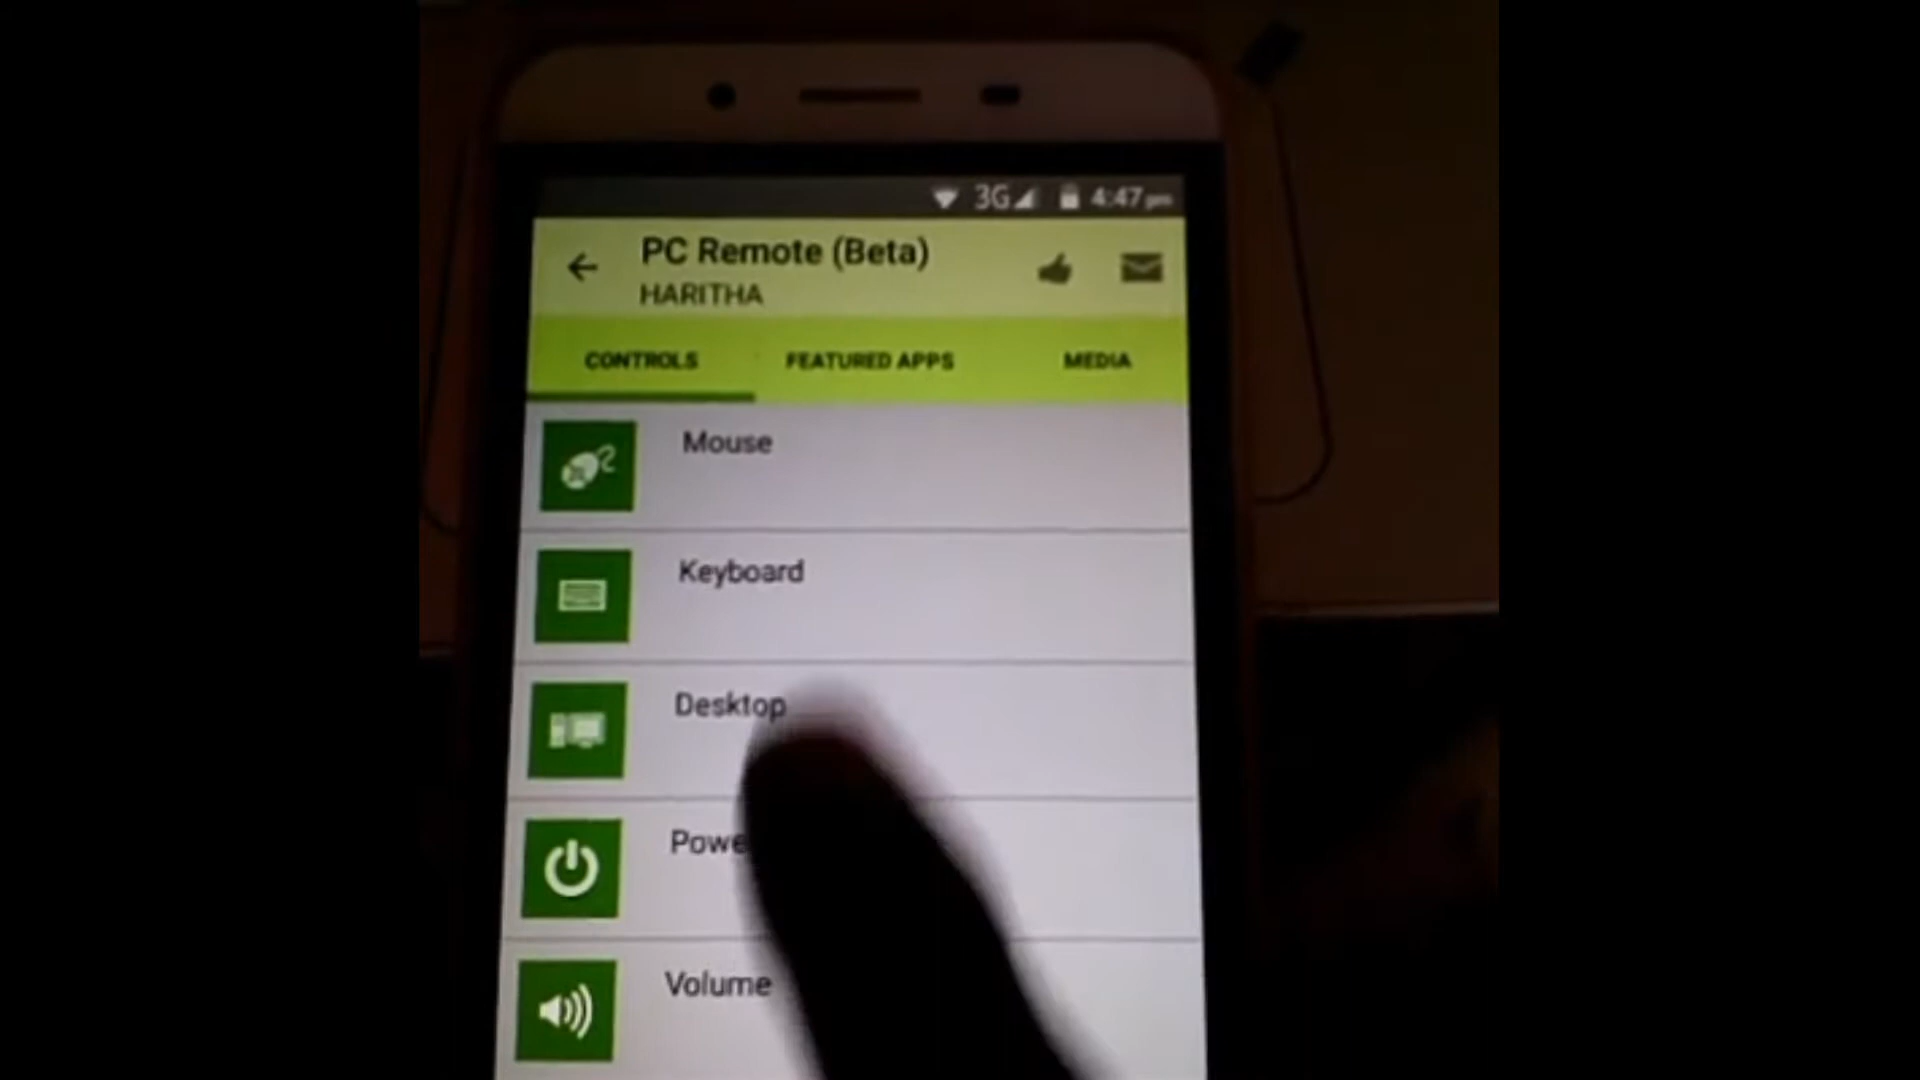 3G 4:47 pm
PC Remote (Beta)
HARITHA
CONTROLS FEATURED APPS MEDIA
Mouse
Keyboard
Desktop
Powe
Volume